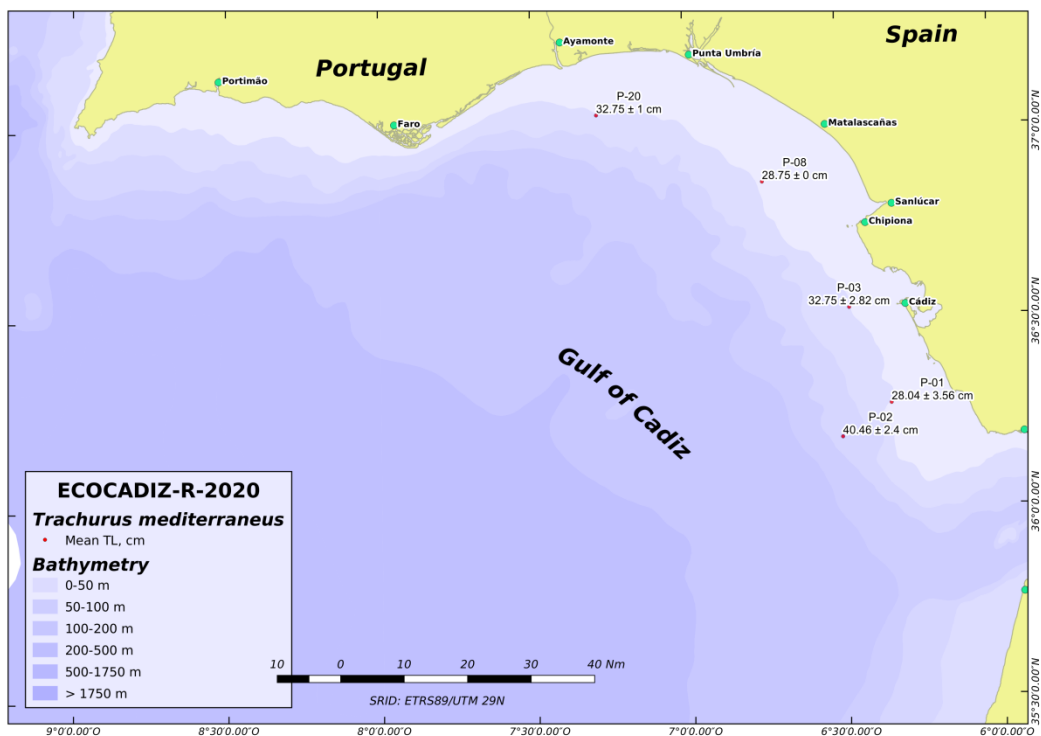 Spain
Portugal
Ayamonte
Punta Umbría
Portimão
Faro
P-20
32.75 ± 1 cm
Matalascañas
P-08
28.75 ± 0 cm
Sanlúcar
Chipiona
P-03
32.75 ± 2.82 cm
Cádiz
Gulf of Cadiz
P-01
28.04 ± 3.56 cm
P-02
40.46 ± 2.4 cm
37°0'0.00"N
36°30'0.00"N
36°0'0.00"N
35°30'0.00"N
ECOCADIZ-R-2020
Trachurus mediterraneus
Mean TL, cm
Bathymetry
0-50 m
50-100 m
100-200 m
200-500 m
500-1750 m
> 1750 m
10 0 10 20 30 40 Nm
SRID: ETRS89/UTM 29N
9°0'0.00"O 8°30'0.00"O 8°0'0.00"O 7°30'0.00"O 7°0'0.00"O 6°30'0.00"O 6°0'0.00"O